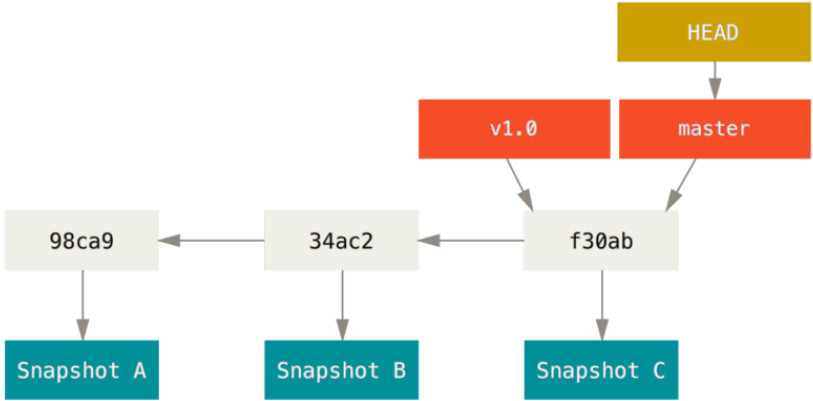 HEAD
v1.0
master
98ca9
34ac2
f30ab
Snapshot A
Snapshot B
Snapshot C